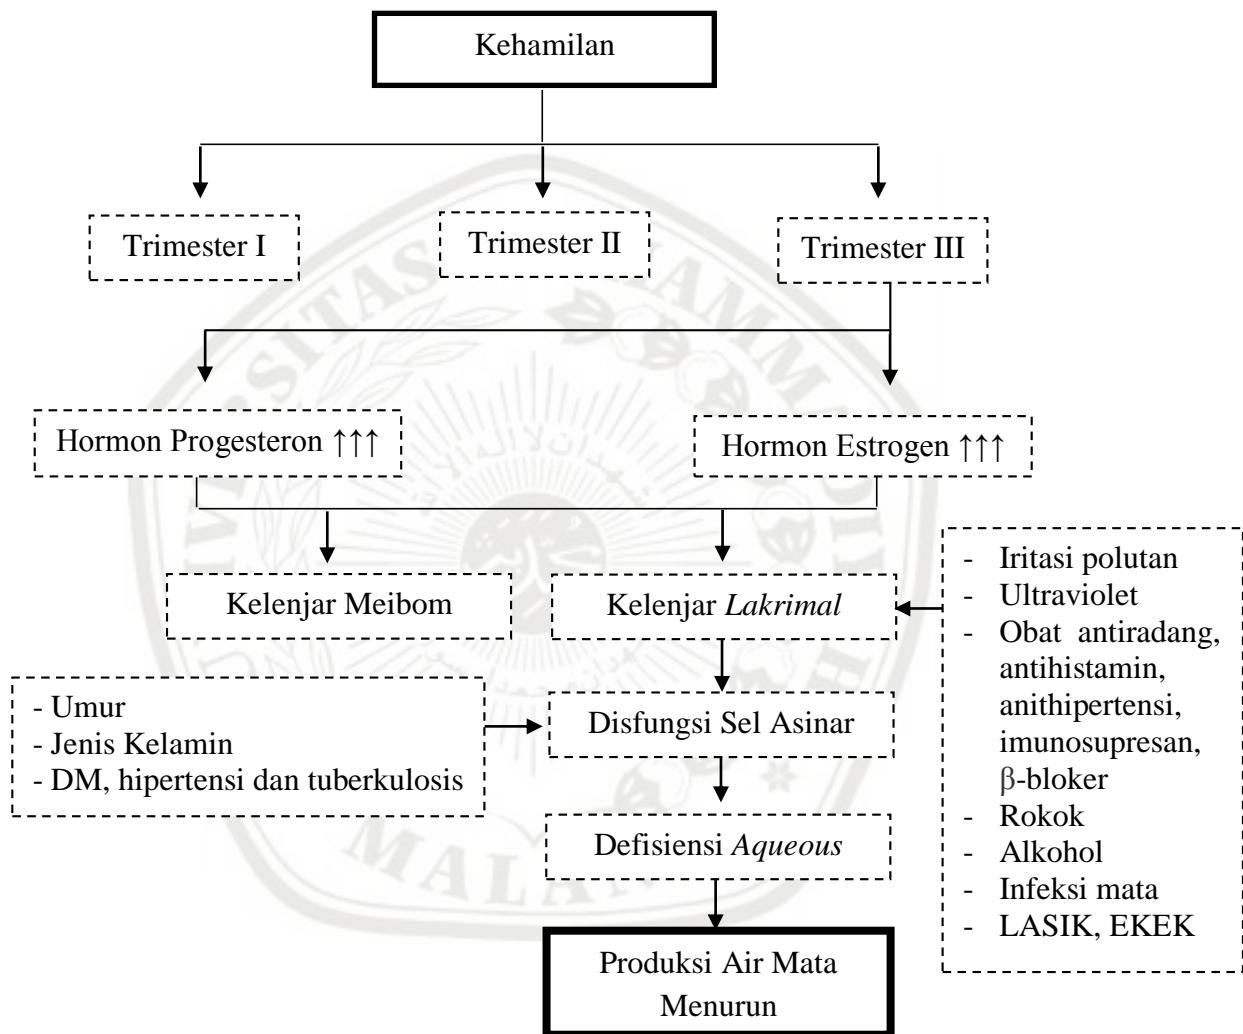 Kehamilan
Trimester I
Trimester II
Trimester III
Hormon Progesteron ↑↑↑
Hormon Estrogen ↑↑↑
Kelenjar Meibom
Kelenjar Lakrimal
- Iritasi polutan
- Ultraviolet
- Obat antiradang,
antihistamin,
anithipertensi,
imunosupresan,
β-bloker
- Rokok
- Alkohol
- Infeksi mata
- LASIK, EKEK
- Umur
- Jenis Kelamin
- DM, hipertensi dan tuberkulosis
Disfungsi Sel Asinar
Defisiensi Aqueous
Produksi Air Mata
Menurun
MALAN